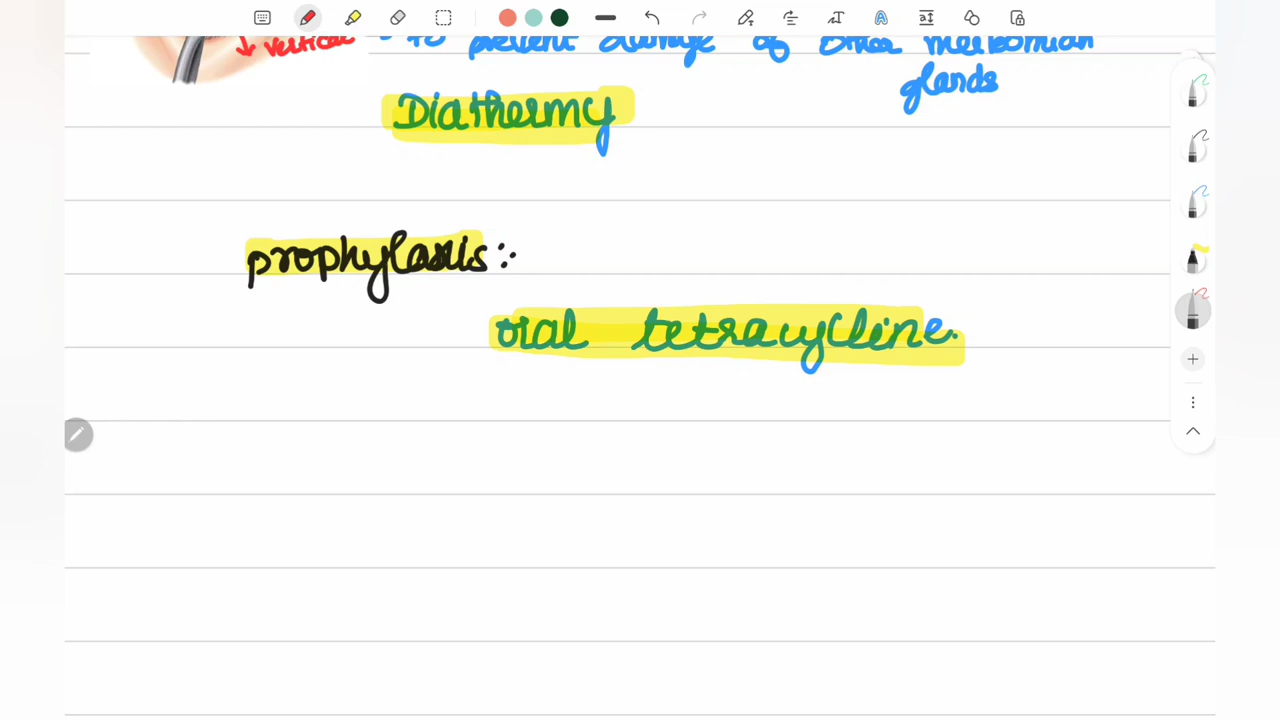 ↓ vertical
to prevent damage of other meibomian
glands
Diathermy
prophylaxis :-
oral tetracycline.